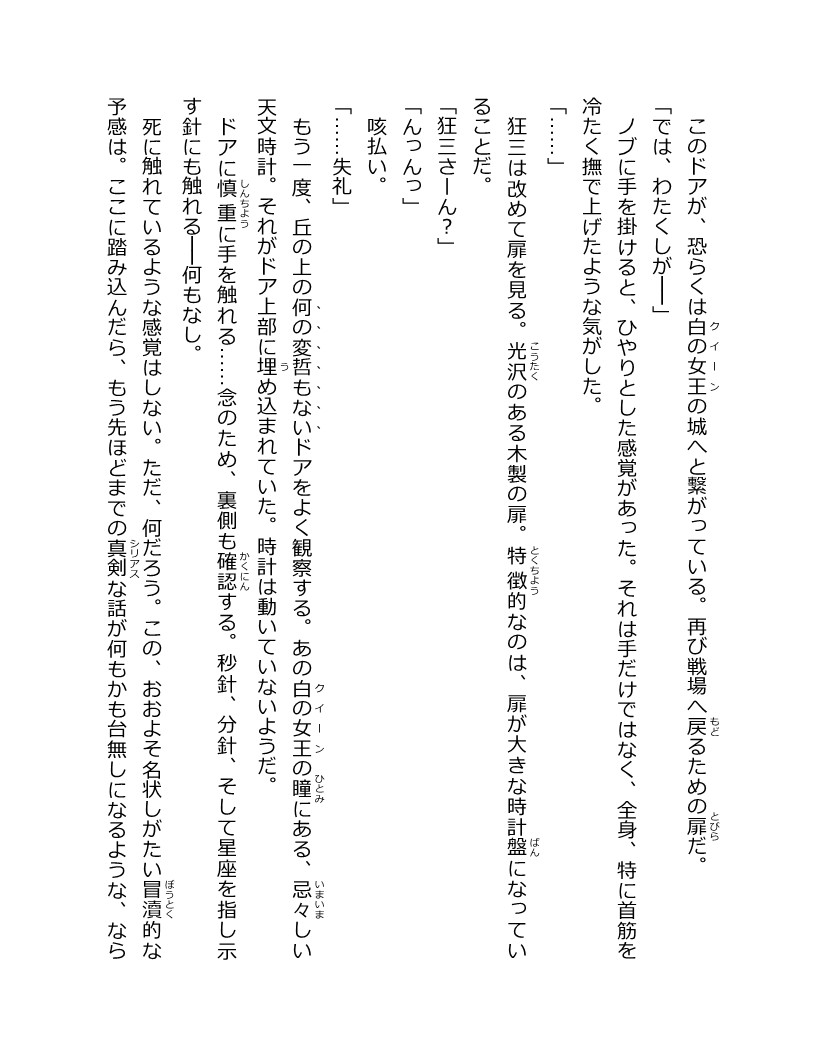 このドアが、恐らくは白の女王の城へと繋がっている。再び戦場へ戻るための扉だ。
「では、わたくしが――」
ノブに手を掛けると、ひやりとした感覚があった。それは手だけではなく、全身、特に首筋を
冷たく撫で上げたような気がした。
「……」
狂三は改めて扉を見る。光沢のある木製の扉。特徴的なのは、扉が大きな時計盤になってい
ることだ。
「狂三さーん？」
「んっんっ」
咳払い。
「……失礼」
もう一度、丘の上の何の変哲もないドアをよく観察する。あの白の女王の瞳にある、忌々しい
天文時計。それがドア上部に埋め込まれていた。時計は動いていないようだ。
ドアに慎重に手を触れる……念のため、裏側も確認する。秒針、分針、そして星座を指し示
す針にも触れる――何もなし。
死に触れているような感覚はしない。ただ、何だろう。この、おおよそ名状しがたい冒瀆的な
予感は。ここに踏み込んだら、もう先ほどまでの真剣な話が何もかも台無しになるような、なら